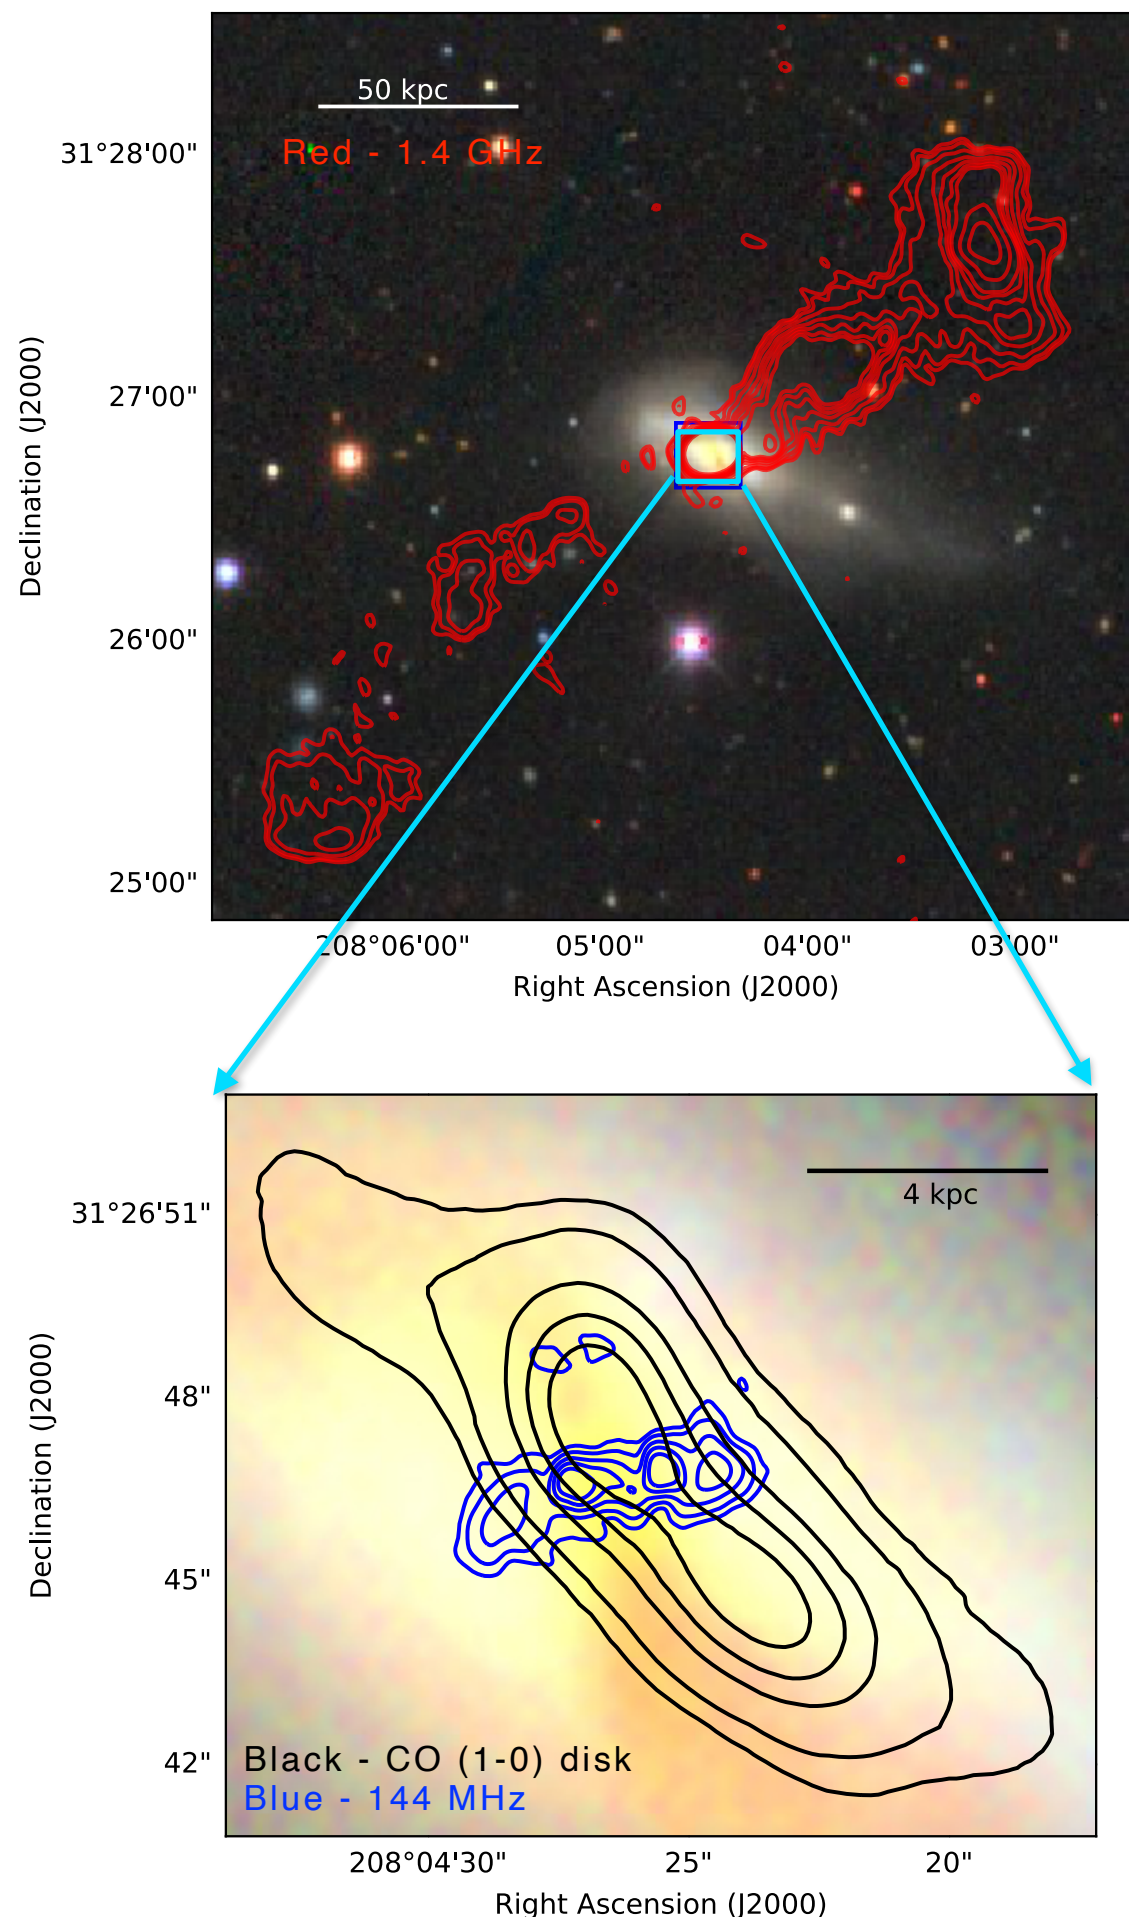 50 kpc
Red - 1.4 GHz
31°28'00"
27'00"
26'00"
25'00"
Declination (J2000)
208°06'00" 05'00" 04'00" 03'00"
Right Ascension (J2000)
4 kpc
31°26'51"
48"
45"
42"
Declination (J2000)
Black - CO (1-0) disk
Blue - 144 MHz
208°04'30" 25" 20"
Right Ascension (J2000)